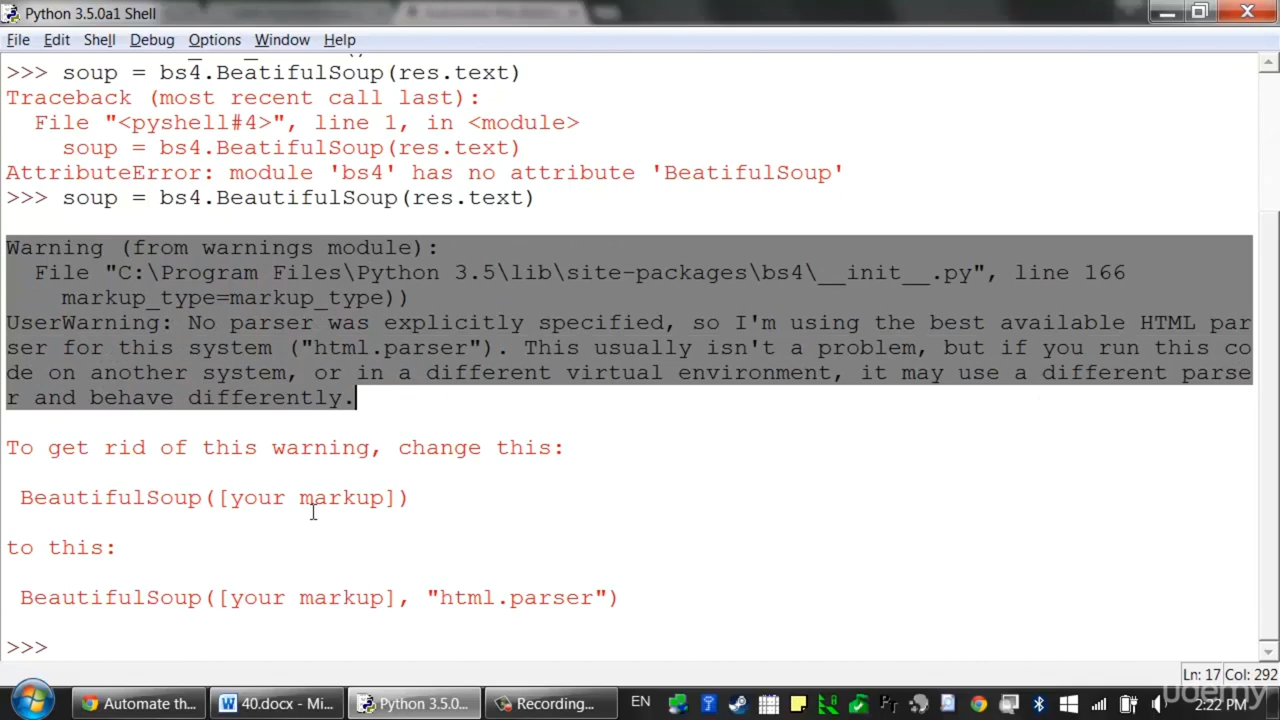 Python 3.5.0a1 Shell
File Edit Shell Debug Options Window Help
>>> soup = bs4.BeatifulSoup(res.text)
Traceback (most recent call last):
File "<pyshell#4>", line 1, in <module>
soup = bs4.BeatifulSoup(res.text)
AttributeError: module 'bs4' has no attribute 'BeatifulSoup'
>>> soup = bs4.BeautifulSoup(res.text)
Warning (from warnings module):
File "C:\Program Files\Python 3.5\lib\site-packages\bs4\__init__.py", line 166
markup_type=markup_type))
UserWarning: No parser was explicitly specified, so I'm using the best available HTML par
ser for this system ("html.parser"). This usually isn't a problem, but if you run this co
de on another system, or in a different virtual environment, it may use a different parse
r and behave differently.
To get rid of this warning, change this:
BeautifulSoup([your markup])
to this:
BeautifulSoup([your markup], "html.parser")
>>>
Ln: 17 Col: 292
Automate th... 40.docx - Mi... Python 3.5.0... Recording... EN 2:22 PM
udemy